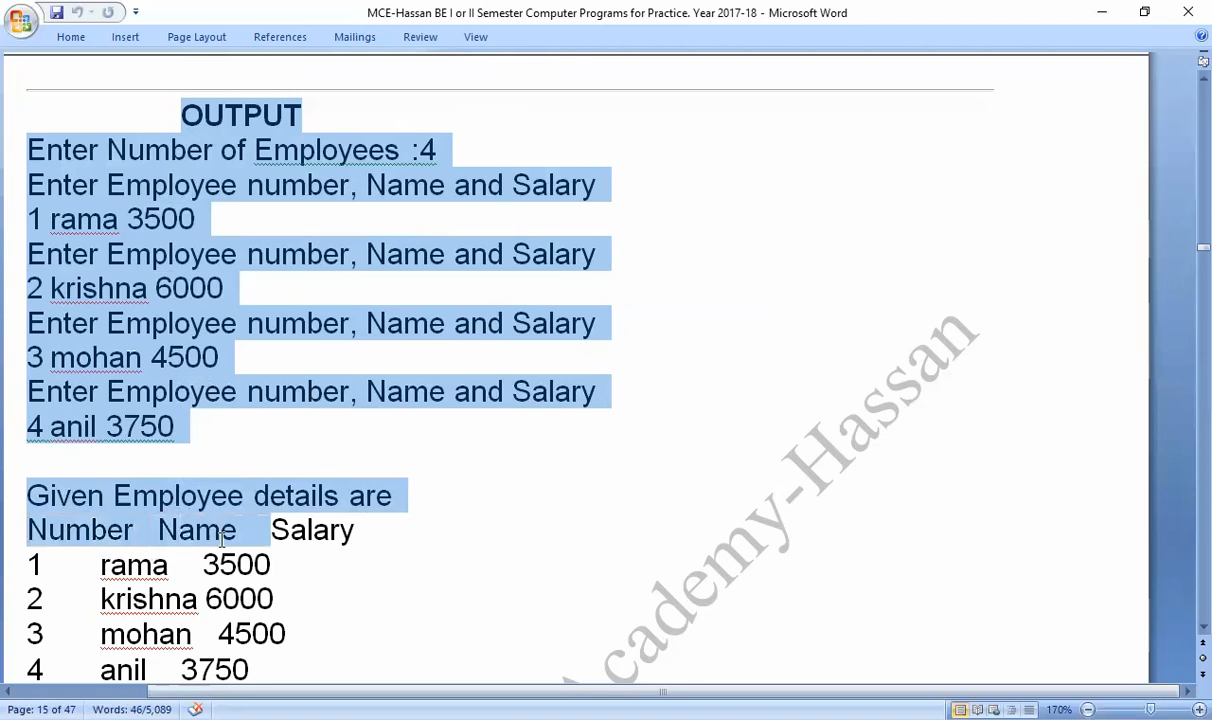 MCE-Hassan BE I or II Semester Computer Programs for Practice. Year 2017-18 - Microsoft Word
Home Insert Page Layout References Mailings Review View
OUTPUT
Enter Number of Employees :4
Enter Employee number, Name and Salary
1 rama 3500
Enter Employee number, Name and Salary
2 krishna 6000
Enter Employee number, Name and Salary
3 mohan 4500
Enter Employee number, Name and Salary
4 anil 3750
Given Employee details are
Number Name Salary
1 rama 3500
2 krishna 6000
3 mohan 4500
4 anil 3750
Academy-Hassan
Page: 15 of 47 Words: 46/5,089 170%